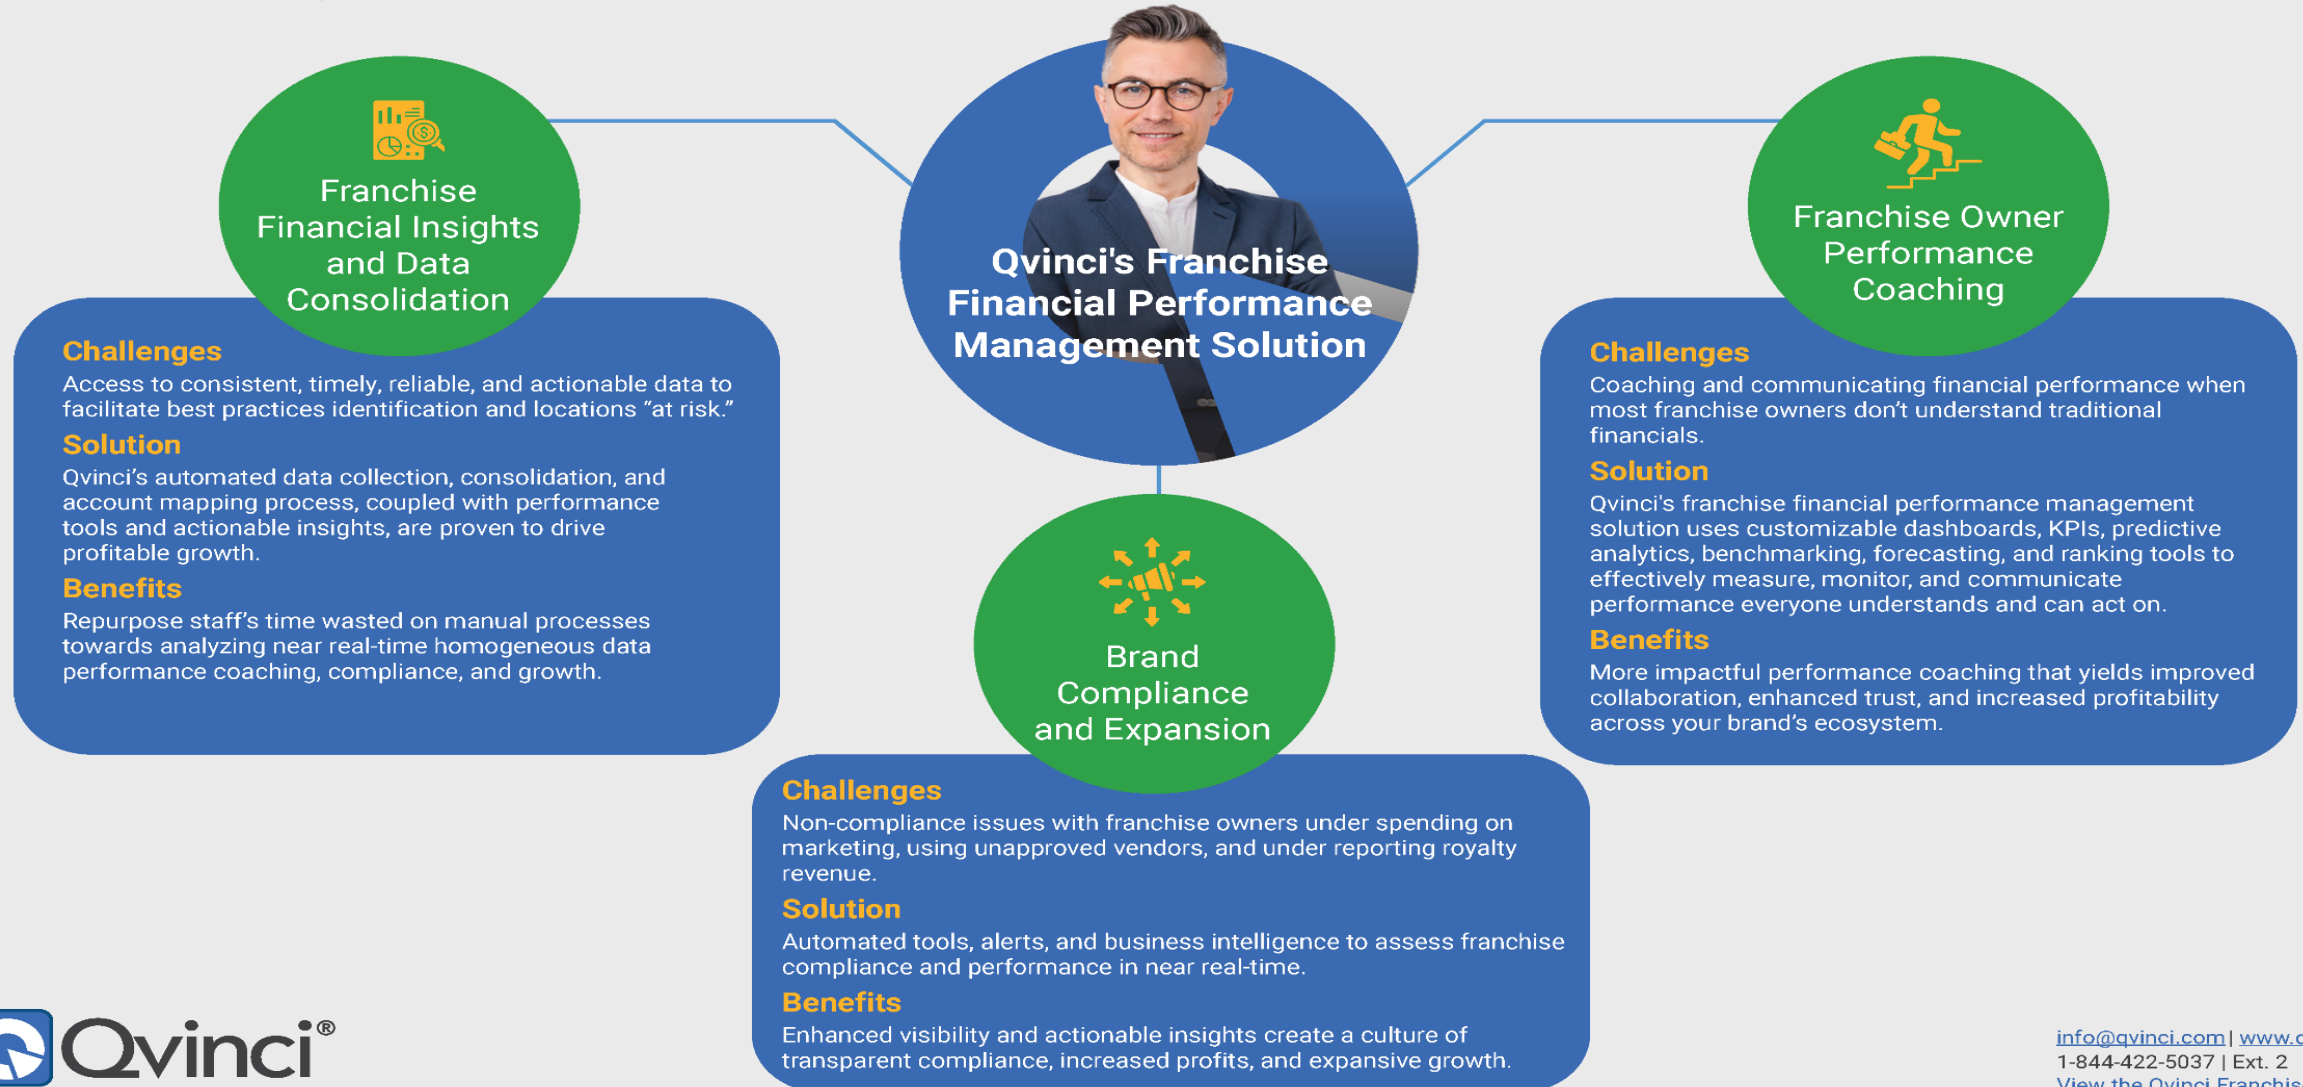 Franchise
Financial Insights
and Data
Consolidation
Challenges
Access to consistent, timely, reliable, and actionable data to
facilitate best practices identification and locations “at risk.”
Solution
Qvinci’s automated data collection, consolidation, and
account mapping process, coupled with performance
tools and actionable insights, are proven to drive
profitable growth.
Benefits
Repurpose staff’s time wasted on manual processes
towards analyzing near real-time homogeneous data
performance coaching, compliance, and growth.
Qvinci's Franchise
Financial Performance
Management Solution
Franchise Owner
Performance
Coaching
Challenges
Coaching and communicating financial performance when
most franchise owners don’t understand traditional
financials.
Solution
Qvinci's franchise financial performance management
solution uses customizable dashboards, KPIs, predictive
analytics, benchmarking, forecasting, and ranking tools to
effectively measure, monitor, and communicate
performance everyone understands and can act on.
Benefits
More impactful performance coaching that yields improved
collaboration, enhanced trust, and increased profitability
across your brand’s ecosystem.
Brand
Compliance
and Expansion
Challenges
Non-compliance issues with franchise owners under spending on
marketing, using unapproved vendors, and under reporting royalty
revenue.
Solution
Automated tools, alerts, and business intelligence to assess franchise
compliance and performance in near real-time.
Benefits
Enhanced visibility and actionable insights create a culture of
transparent compliance, increased profits, and expansive growth.
Qvinci®
info@qvinci.com | www.
1-844-422-5037 | Ext. 2
View the Qvinci